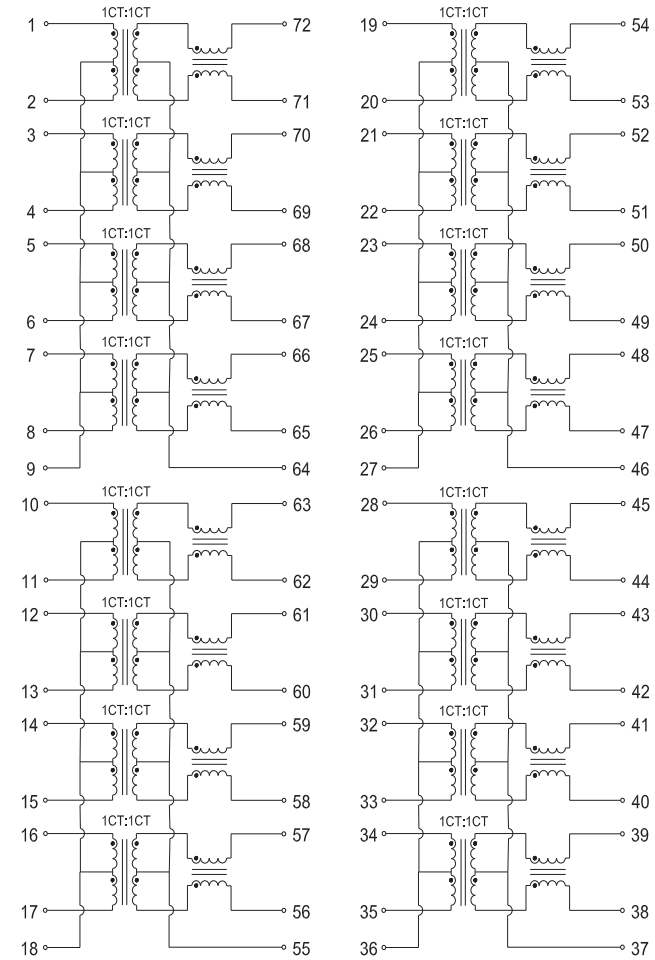 1CT:1CT 1CT:1CT
1 72 19 54
2 71 20 53
1CT:1CT 1CT:1CT
3 70 21 52
4 69 22 51
1CT:1CT 1CT:1CT
5 68 23 50
6 67 24 49
1CT:1CT 1CT:1CT
7 66 25 48
8 65 26 47
9 64 27 46
1CT:1CT 1CT:1CT
10 63 28 45
11 62 29 44
1CT:1CT 1CT:1CT
12 61 30 43
13 60 31 42
1CT:1CT 1CT:1CT
14 59 32 41
15 58 33 40
1CT:1CT 1CT:1CT
16 57 34 39
17 56 35 38
18 55 36 37